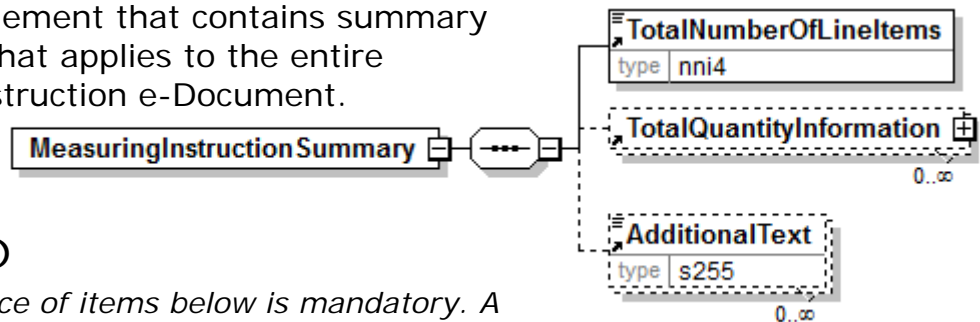 ement that contains summary
hat applies to the entire
struction e-Document.
TotalNumberOfLineItems
type nni4
MeasuringInstructionSummary
TotalQuantityInformation
0..∞
AdditionalText
type s255
0..∞
ce of items below is mandatory. A